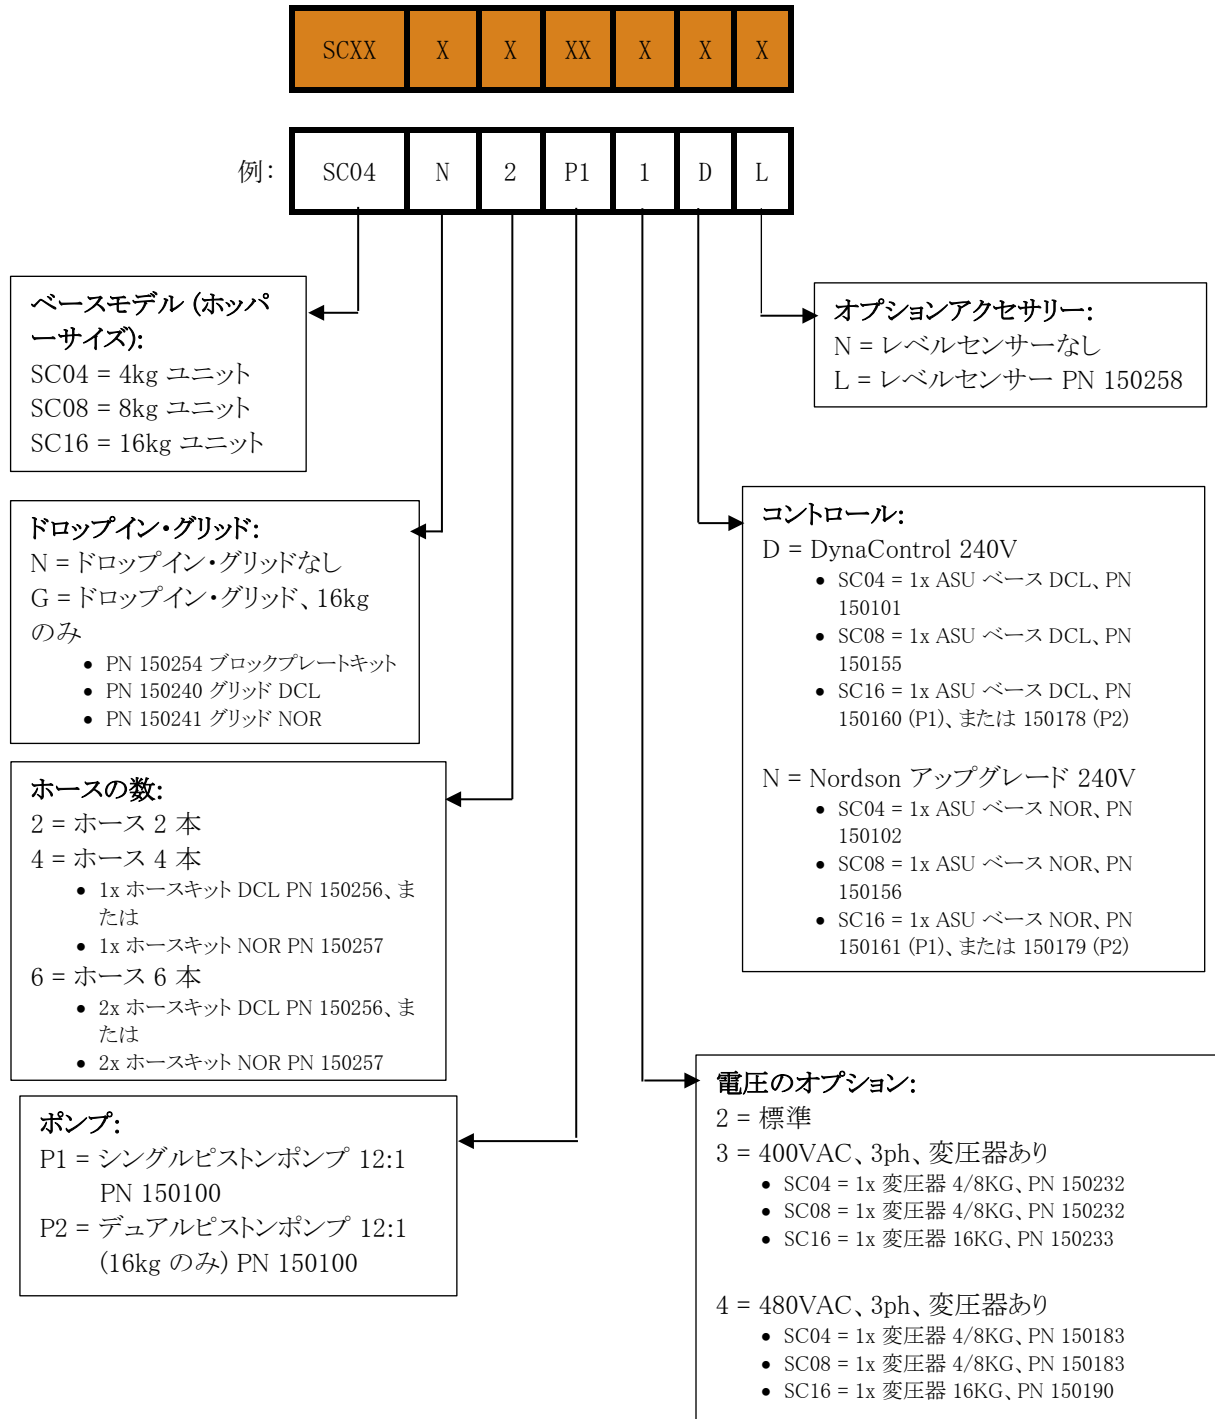 SCXX X X XX X X X
例: SC04 N 2 P1 1 D L
ベースモデル (ホッパ
ーサイズ):
SC04 = 4kg ユニット
SC08 = 8kg ユニット
SC16 = 16kg ユニット
オプションアクセサリー:
N = レベルセンサーなし
L = レベルセンサー PN 150258
ドロップイン・グリッド:
N = ドロップイン・グリッドなし
G = ドロップイン・グリッド、16kg
のみ
• PN 150254 ブロックプレートキット
• PN 150240 グリッド DCL
• PN 150241 グリッド NOR
コントロール:
D = DynaControl 240V
• SC04 = 1x ASU ベース DCL、PN
150101
• SC08 = 1x ASU ベース DCL、PN
150155
• SC16 = 1x ASU ベース DCL、PN
150160 (P1)、または 150178 (P2)
N = Nordson アップグレード 240V
• SC04 = 1x ASU ベース NOR、PN
150102
• SC08 = 1x ASU ベース NOR、PN
150156
• SC16 = 1x ASU ベース NOR、PN
150161 (P1)、または 150179 (P2)
ホースの数:
2 = ホース 2 本
4 = ホース 4 本
• 1x ホースキット DCL PN 150256、ま
たは
• 1x ホースキット NOR PN 150257
6 = ホース 6 本
• 2x ホースキット DCL PN 150256、ま
たは
• 2x ホースキット NOR PN 150257
ポンプ:
P1 = シングルピストンポンプ 12:1
PN 150100
P2 = デュアルピストンポンプ 12:1
(16kg のみ) PN 150100
電圧のオプション:
2 = 標準
3 = 400VAC、3ph、変圧器あり
• SC04 = 1x 変圧器 4/8KG、PN 150232
• SC08 = 1x 変圧器 4/8KG、PN 150232
• SC16 = 1x 変圧器 16KG、PN 150233
4 = 480VAC、3ph、変圧器あり
• SC04 = 1x 変圧器 4/8KG、PN 150183
• SC08 = 1x 変圧器 4/8KG、PN 150183
• SC16 = 1x 変圧器 16KG、PN 150190